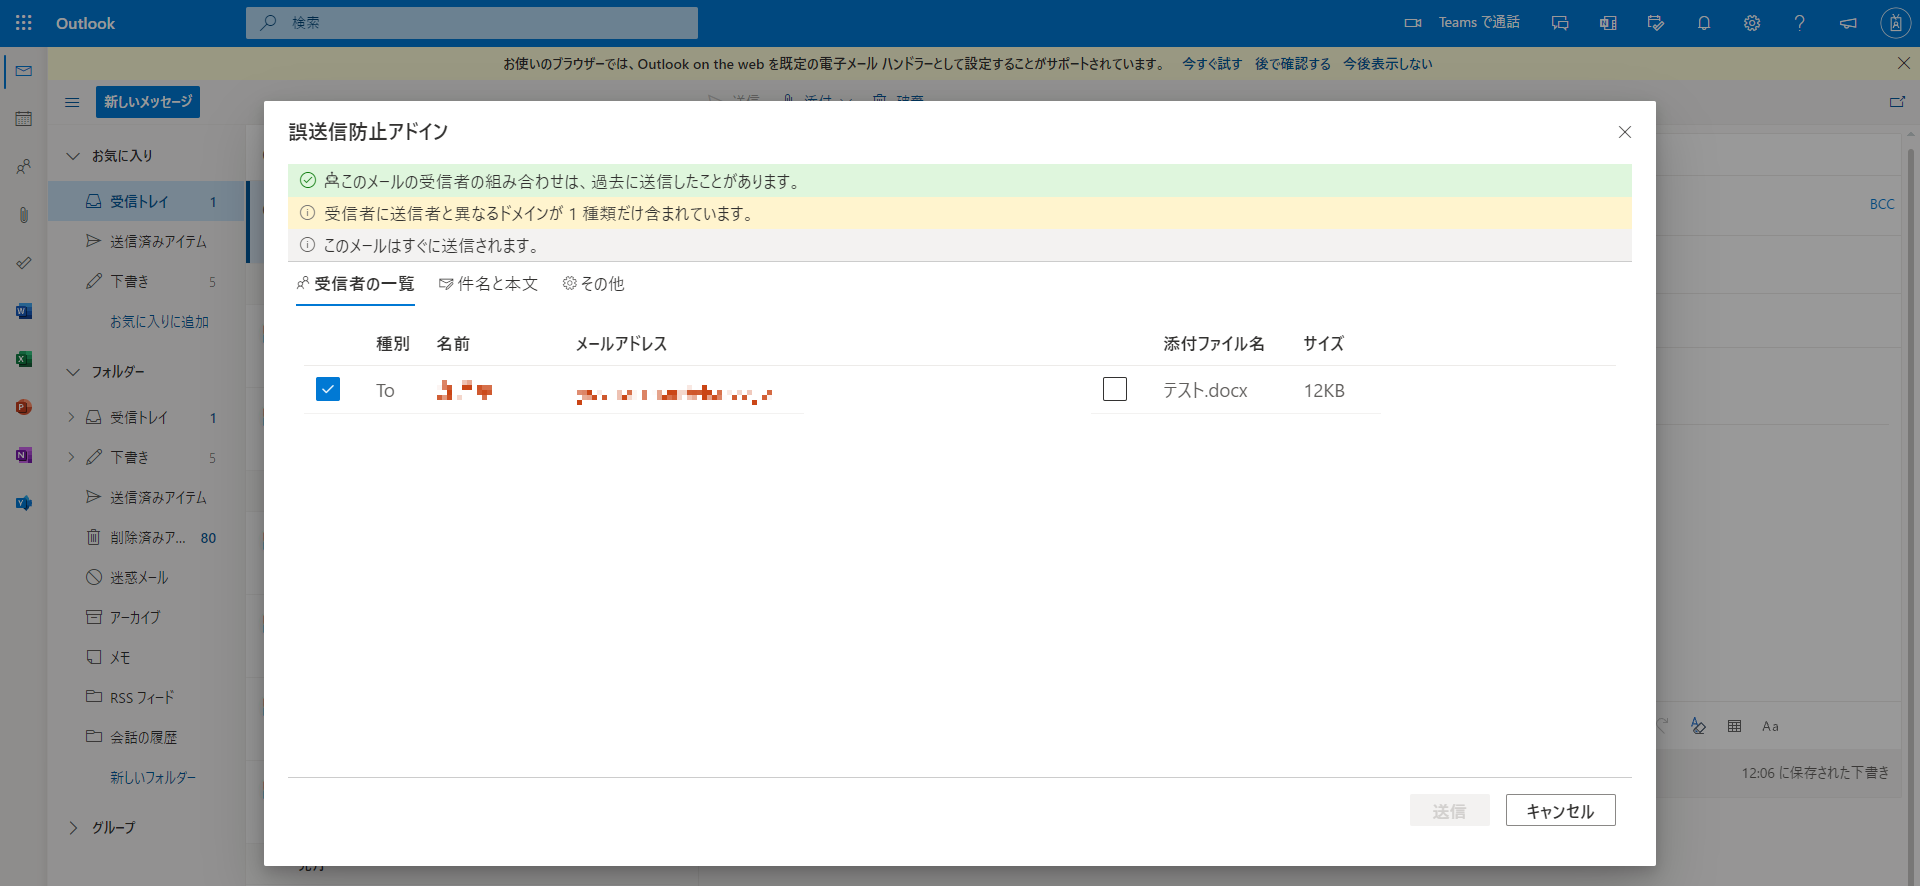 Outlook
検索
Teams で通話
お使いのブラウザーでは、Outlook on the web を既定の電子メール ハンドラーとして設定することがサポートされています。 今すぐ試す 後で確認する 今後表示しない
新しいメッセージ
送信 添付 破棄
お気に入り
受信トレイ 1
送信済みアイテム
下書き 5
お気に入りに追加
フォルダー
受信トレイ 1
下書き 5
送信済みアイテム
削除済みア... 80
迷惑メール
アーカイブ
メモ
RSS フィード
会話の履歴
新しいフォルダー
グループ
誤送信防止アドイン
このメールの受信者の組み合わせは、過去に送信したことがあります。
受信者に送信者と異なるドメインが 1 種類だけ含まれています。
このメールはすぐに送信されます。
受信者の一覧 件名と本文 その他
種別 名前 メールアドレス 添付ファイル名 サイズ
To テスト.docx 12KB
送信 キャンセル
BCC
Aa
12:06 に保存された下書き